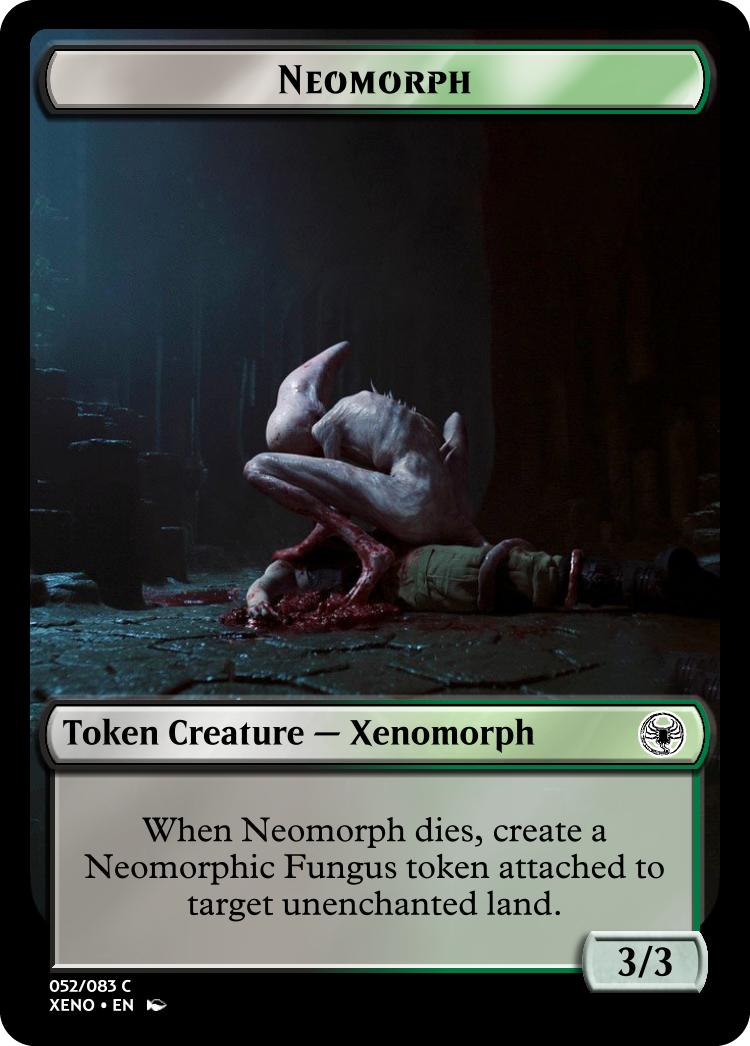 Neomorph
Token Creature — Xenomorph
When Neomorph dies, create a
Neomorphic Fungus token attached to
target unenchanted land.
3/3
052/083 C
XENO • EN